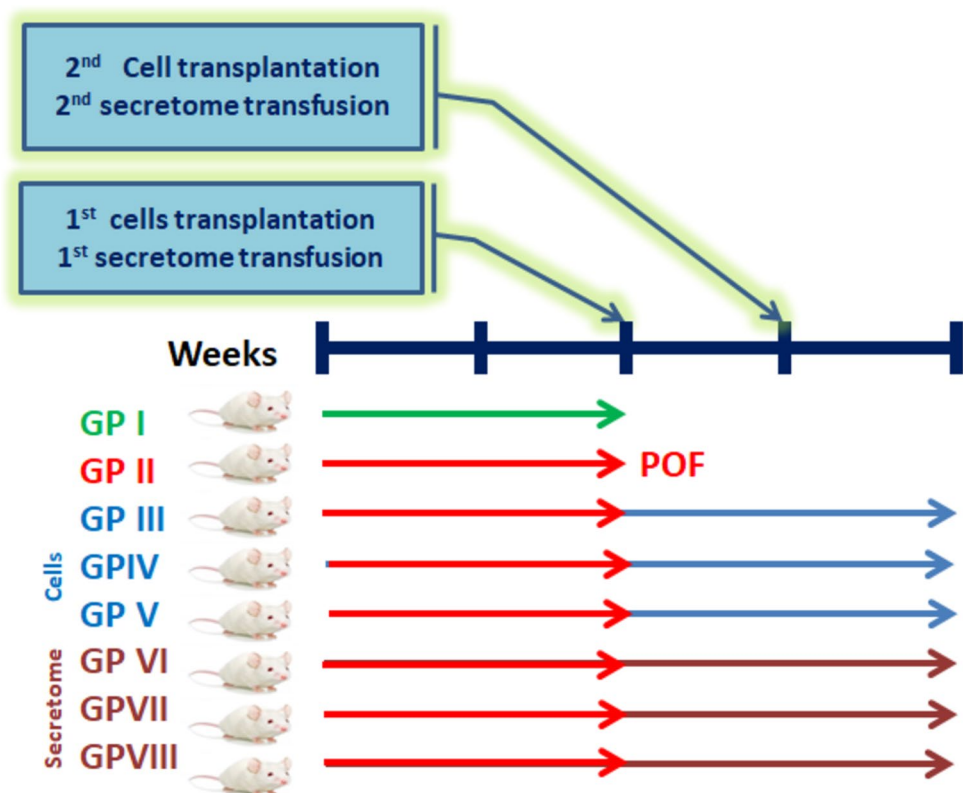 2nd Cell transplantation
2nd secretome transfusion
1st cells transplantation
1st secretome transfusion
Weeks
GP I
GP II
POF
GP III
GPIV
GP V
Cells
GP VI
GPVII
GPVIII
Secretome